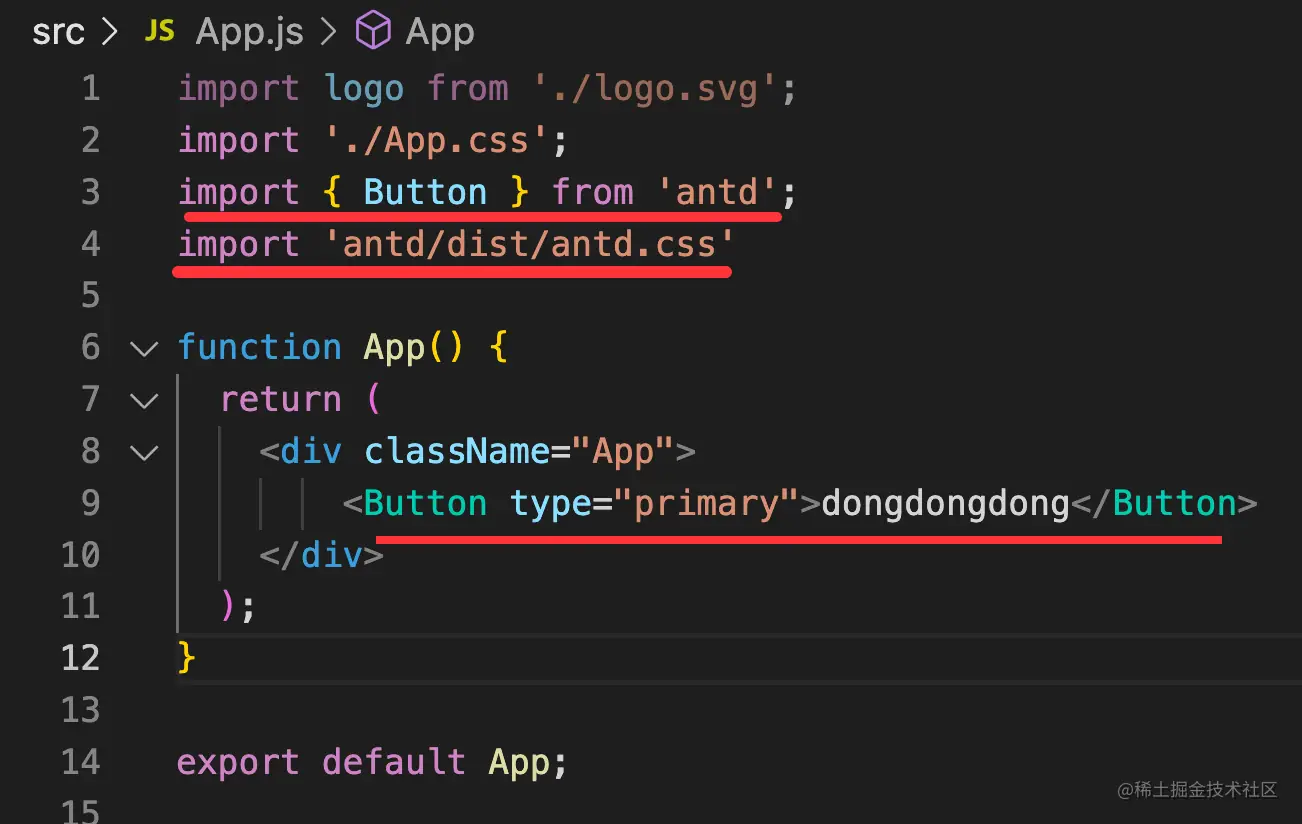 src > JS App.js > App
1 import logo from './logo.svg';
2 import './App.css';
3 import { Button } from 'antd';
4 import 'antd/dist/antd.css'
5
6 function App() {
7   return (
8     <div className="App">
9         <Button type="primary">dongdongdong</Button>
10     </div>
11   );
12 }
13
14 export default App;
15
@稀土掘金技术社区